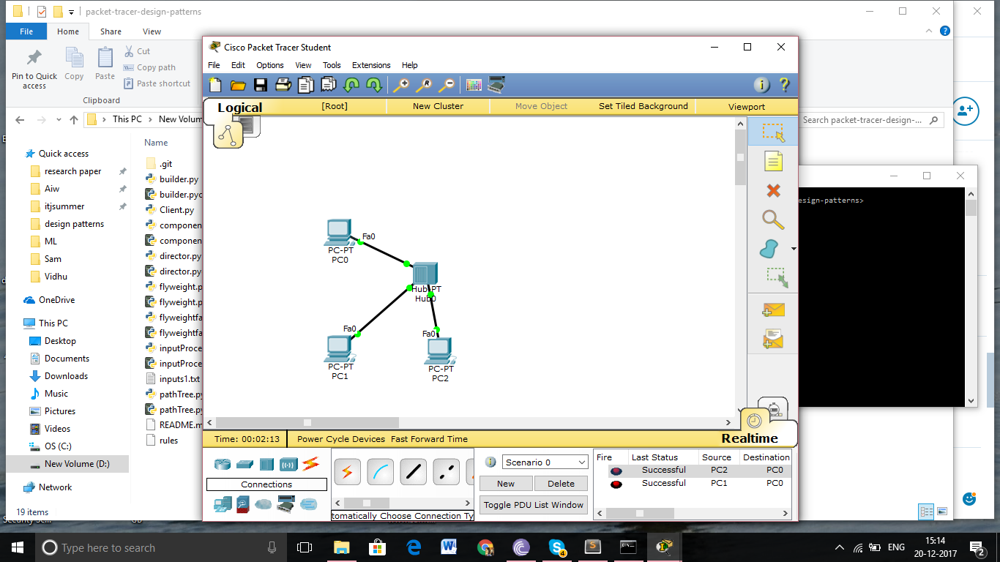 packet-tracer-design-patterns
File Home Share View
Pin to Quick access
Copy
Paste
Cut
Copy path
Paste shortcut
Clipboard
This PC New Volum
Search packet-tracer-design-...
Name
Quick access
research paper
Aiw
itjsummer
design patterns
ML
Sam
Vidhu
OneDrive
This PC
Desktop
Documents
Downloads
Music
Pictures
Videos
OS (C:)
New Volume (D:)
Network
.git
builder.py
builder.pyc
Client.py
component
component
director.py
director.py
flyweight.p
flyweight.p
flyweightfa
flyweightfa
inputProce
inputProce
inputs1.txt
pathTree.py
pathTree.py
README.m
rules
19 items
Cisco Packet Tracer Student
File Edit Options View Tools Extensions Help
Logical [Root] New Cluster Move Object Set Tiled Background Viewport
Fa0
PC-PT
PC0
Hub-PT
Hub0
Fa0
PC-PT
PC1
Fa0
PC-PT
PC2
Time: 00:02:13 Power Cycle Devices Fast Forward Time Realtime
Connections
tomatically Choose Connection Ty
Scenario 0
New Delete
Toggle PDU List Window
Fire Last Status Source Destination
Successful PC2 PC0
Successful PC1 PC0
esign-patterns>
Type here to search
4
ENG
15:14
20-12-2017
2